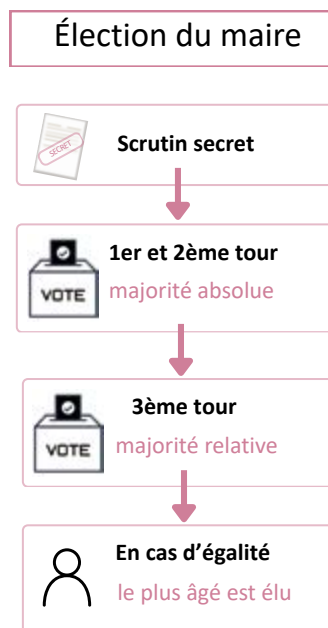 Élection du maire
SECRET
Scrutin secret
1er et 2ème tour
VOTE
majorité absolue
3ème tour
VOTE
majorité relative
En cas d'égalité
le plus âgé est élu